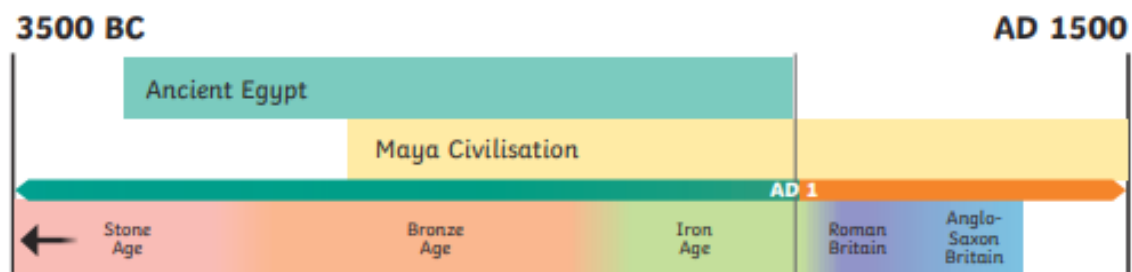 3500 BC AD 1500
Ancient Egypt
Maya Civilisation
AD 1
Stone
Age
Bronze
Age
Iron
Age
Roman
Britain
Anglo-
Saxon
Britain